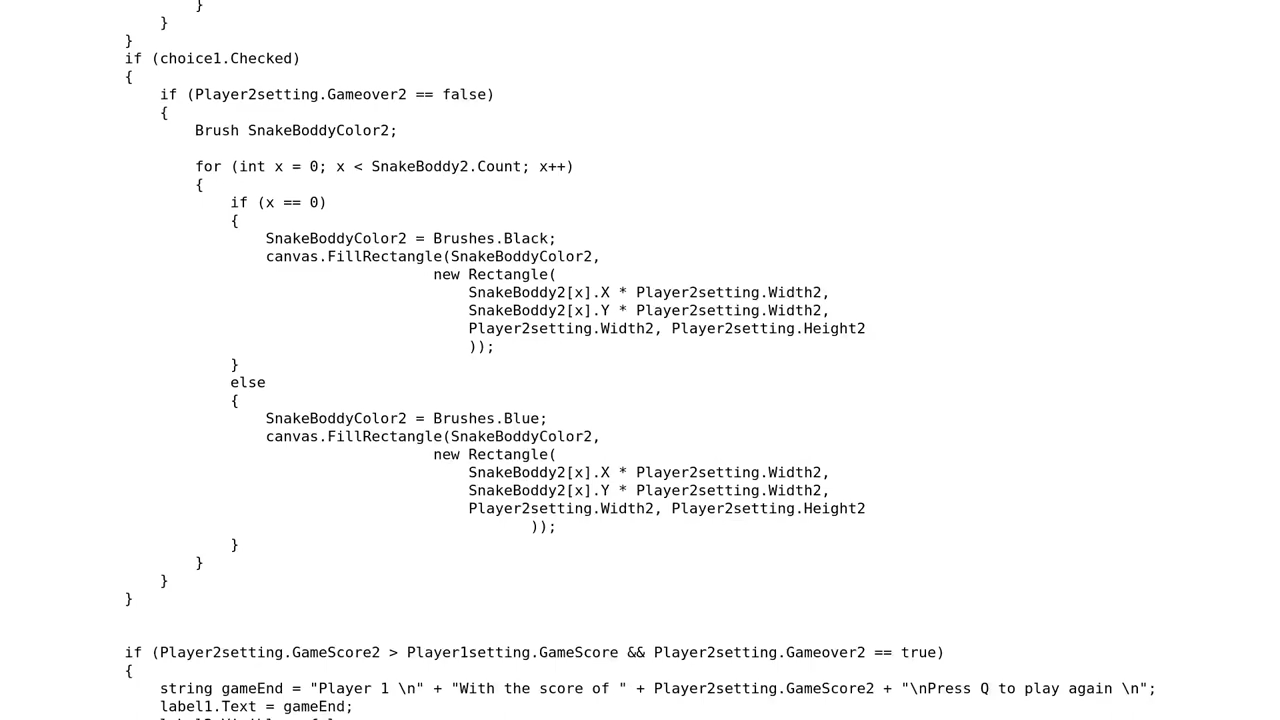 }
}
}
if (choice1.Checked)
{
if (Player2setting.Gameover2 == false)
{
Brush SnakeBoddyColor2;
for (int x = 0; x < SnakeBoddy2.Count; x++)
{
if (x == 0)
{
SnakeBoddyColor2 = Brushes.Black;
canvas.FillRectangle(SnakeBoddyColor2,
new Rectangle(
SnakeBoddy2[x].X * Player2setting.Width2,
SnakeBoddy2[x].Y * Player2setting.Width2,
Player2setting.Width2, Player2setting.Height2
));
}
else
{
SnakeBoddyColor2 = Brushes.Blue;
canvas.FillRectangle(SnakeBoddyColor2,
new Rectangle(
SnakeBoddy2[x].X * Player2setting.Width2,
SnakeBoddy2[x].Y * Player2setting.Width2,
Player2setting.Width2, Player2setting.Height2
));
}
}
}
}
if (Player2setting.GameScore2 > Player1setting.GameScore && Player2setting.Gameover2 == true)
{
string gameEnd = "Player 1 \n" + "With the score of " + Player2setting.GameScore2 + "\nPress Q to play again \n";
label1.Text = gameEnd;